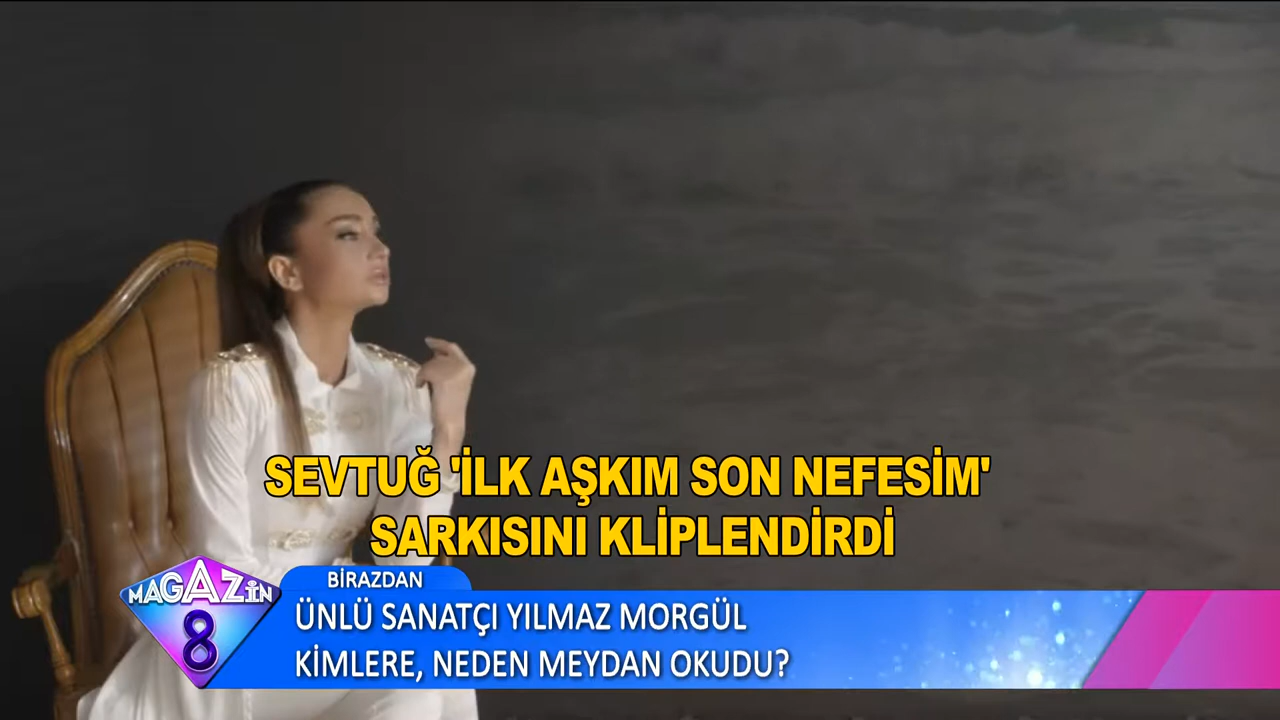 SEVTUĞ 'İLK AŞKIM SON NEFESİM'
SARKISINI KLİPLENDİRDİ
MAGAZİN
8
BİRAZDAN
ÜNLÜ SANATÇI YILMAZ MORGÜL
KİMLERE, NEDEN MEYDAN OKUDU?